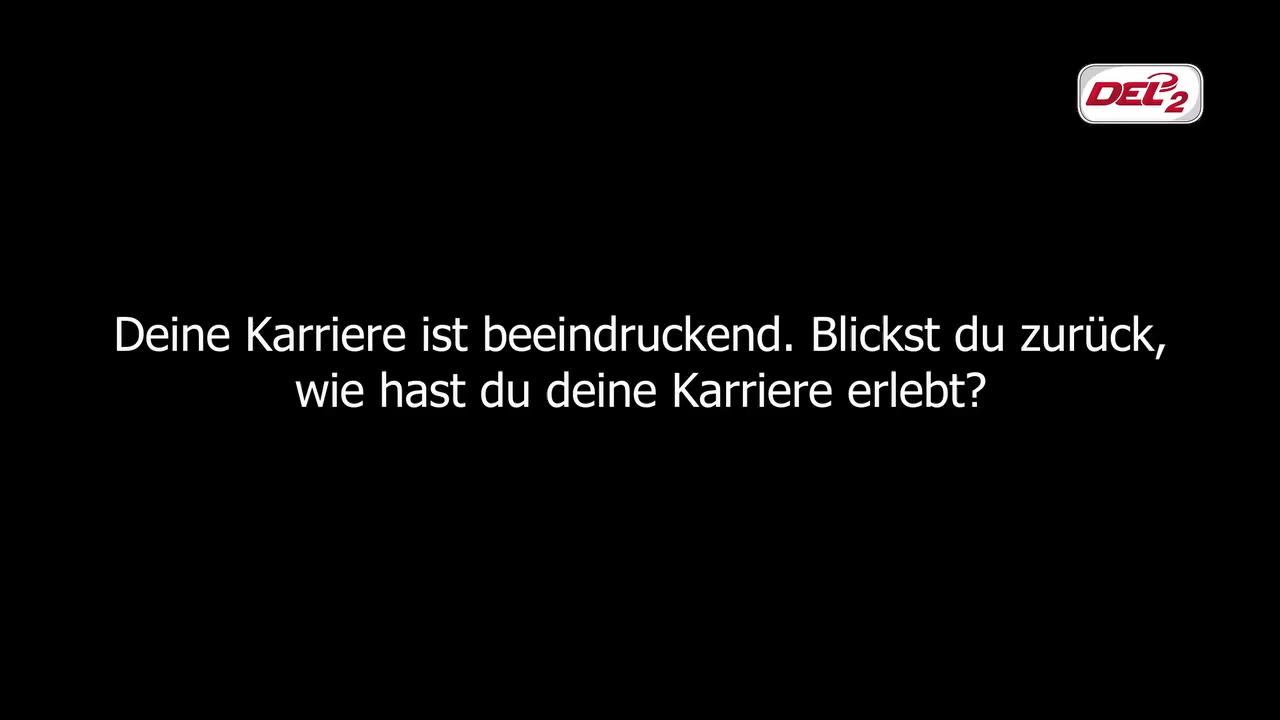 DEL2
Deine Karriere ist beeindruckend. Blickst du zurück,
wie hast du deine Karriere erlebt?